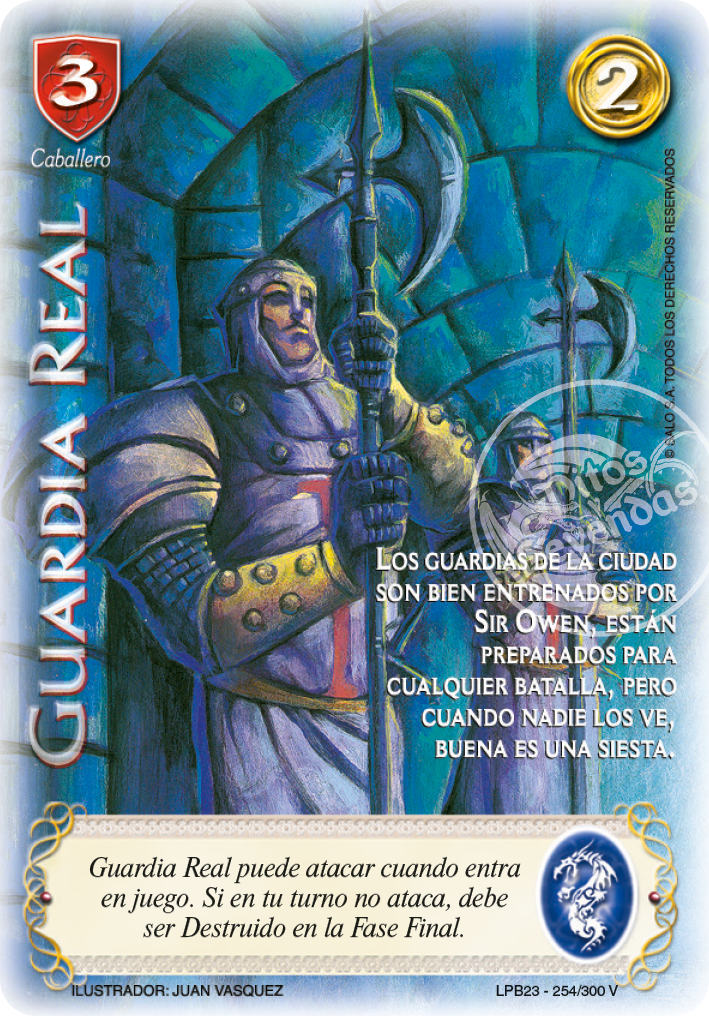 3
2
Caballero
GUARDIA REAL
© DALO S.A. TODOS LOS DERECHOS RESERVADOS
Mitos
Leyendas
LOS GUARDIAS DE LA CIUDAD
SON BIEN ENTRENADOS POR
SIR OWEN, ESTÁN
PREPARADOS PARA
CUALQUIER BATALLA, PERO
CUANDO NADIE LOS VE,
BUENA ES UNA SIESTA.
Guardia Real puede atacar cuando entra
en juego. Si en tu turno no ataca, debe
ser Destruido en la Fase Final.
ILUSTRADOR: JUAN VASQUEZ
LPB23 - 254/300 V